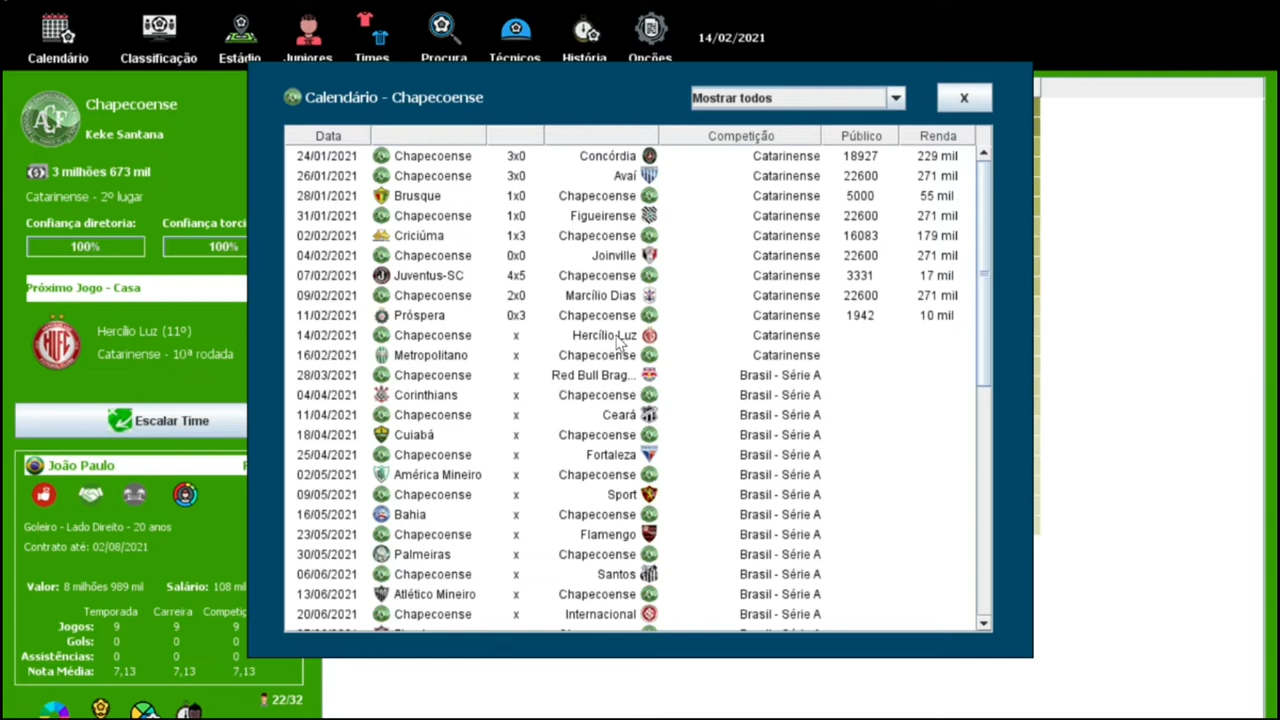 Calendário Classificação Estádio Juniores Times Procura Técnicos História Opções 14/02/2021
Chapecoense
Keke Santana
3 milhões 673 mil
Catarinense - 2º lugar
Confiança diretoria: Confiança torci
100% 100%
Próximo Jogo - Casa
Hercílio Luz (11º)
Catarinense - 10ª rodada
Escalar Time
João Paulo
Goleiro - Lado Direito - 20 anos
Contrato até: 02/08/2021
Valor: 8 milhões 989 mil Salário: 108 mil
Temporada Carreira Competiç
Jogos: 9 9 9
Gols: 0 0 0
Assistências: 0 0 0
Nota Média: 7,13 7,13 7,13
22/32
Calendário - Chapecoense Mostrar todos X
Data Competição Público Renda
24/01/2021 Chapecoense 3x0 Concórdia Catarinense 18927 229 mil
26/01/2021 Chapecoense 3x0 Avaí Catarinense 22600 271 mil
28/01/2021 Brusque 1x0 Chapecoense Catarinense 5000 55 mil
31/01/2021 Chapecoense 1x0 Figueirense Catarinense 22600 271 mil
02/02/2021 Criciúma 1x3 Chapecoense Catarinense 16083 179 mil
04/02/2021 Chapecoense 0x0 Joinville Catarinense 22600 271 mil
07/02/2021 Juventus-SC 4x5 Chapecoense Catarinense 3331 17 mil
09/02/2021 Chapecoense 2x0 Marcílio Dias Catarinense 22600 271 mil
11/02/2021 Próspera 0x3 Chapecoense Catarinense 1942 10 mil
14/02/2021 Chapecoense x Hercílio Luz Catarinense
16/02/2021 Metropolitano x Chapecoense Catarinense
28/03/2021 Chapecoense x Red Bull Brag... Brasil - Série A
04/04/2021 Corinthians x Chapecoense Brasil - Série A
11/04/2021 Chapecoense x Ceará Brasil - Série A
18/04/2021 Cuiabá x Chapecoense Brasil - Série A
25/04/2021 Chapecoense x Fortaleza Brasil - Série A
02/05/2021 América Mineiro x Chapecoense Brasil - Série A
09/05/2021 Chapecoense x Sport Brasil - Série A
16/05/2021 Bahia x Chapecoense Brasil - Série A
23/05/2021 Chapecoense x Flamengo Brasil - Série A
30/05/2021 Palmeiras x Chapecoense Brasil - Série A
06/06/2021 Chapecoense x Santos Brasil - Série A
13/06/2021 Atlético Mineiro x Chapecoense Brasil - Série A
20/06/2021 Chapecoense x Internacional Brasil - Série A